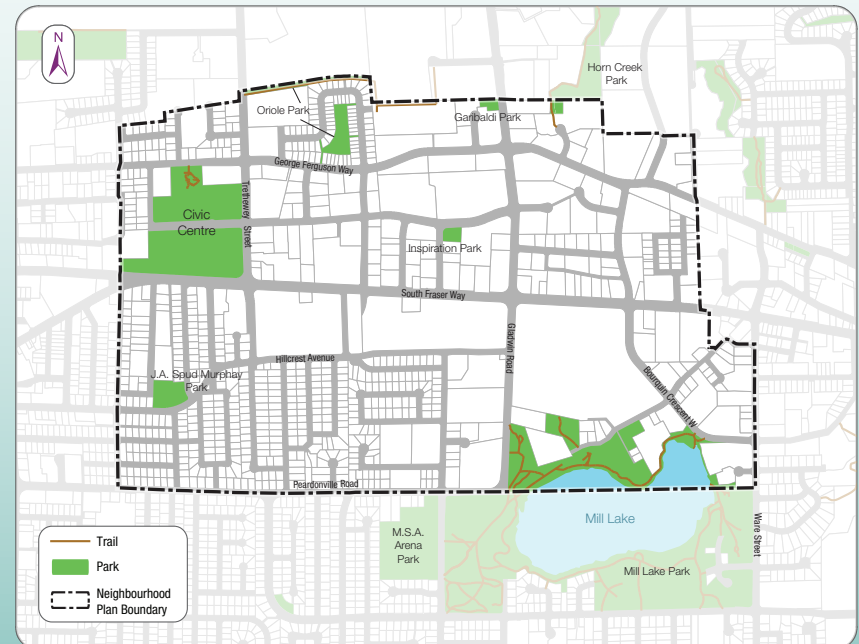 N
Horn Creek
Park
Oriole Park
Garibaldi Park
George Ferguson Way
Trethewey
Street
Civic
Centre
Inspiration Park
South Fraser Way
Gladwin Road
Hillcrest Avenue
J.A. Spud Murphay
Park
Bourquin Crescent W
Peardonville Road
Mill Lake
M.S.A.
Arena
Park
Mill Lake Park
Ware Street
Trail
Park
Neighbourhood
Plan Boundary